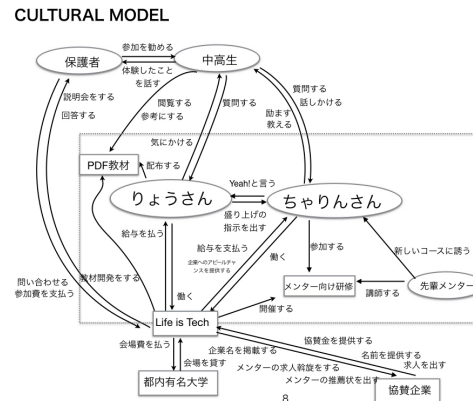 CULTURAL MODEL
保護者
参加を勧める
体験したこと
を話す
中高生
説明会をする
回答する
閲覧する
参考にする
質問する
質問する
話しかける
励ます
教える
気にかける
PDF教材
配布する
りょうさん
Yeah!と言う
盛り上げの
指示を出す
ちゃりんさん
給与を払う
給与を支払う
企業へのアピールチャ
ンスを提供する
働く
参加する
新しいコースに誘う
問い合わせる
参加費を支払う
教材開発をする
働く
メンター向け研修
講師する
先輩メンター
開催する
Life is Tech
会場費を払う
会場を貸す
企業名を掲載する
協賛金を提供する
名前を提供する
求人を出す
メンターの求人斡旋をする
メンターの推薦状を出す
都内有名大学
協賛企業
8